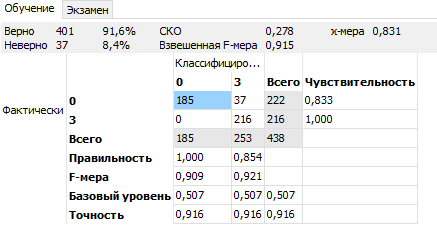 Обучение Экзамен
Верно 401 91,6% СКО 0,278 х-мера 0,831
Неверно 37 8,4% Взвешенная F-мера 0,915
Классифициро...
0 3 Всего Чувствительность
Фактически
0 185 37 222 0,833
3 0 216 216 1,000
Всего 185 253 438
Правильность 1,000 0,854
F-мера 0,909 0,921
Базовый уровень 0,507 0,507 0,507
Точность 0,916 0,916 0,916